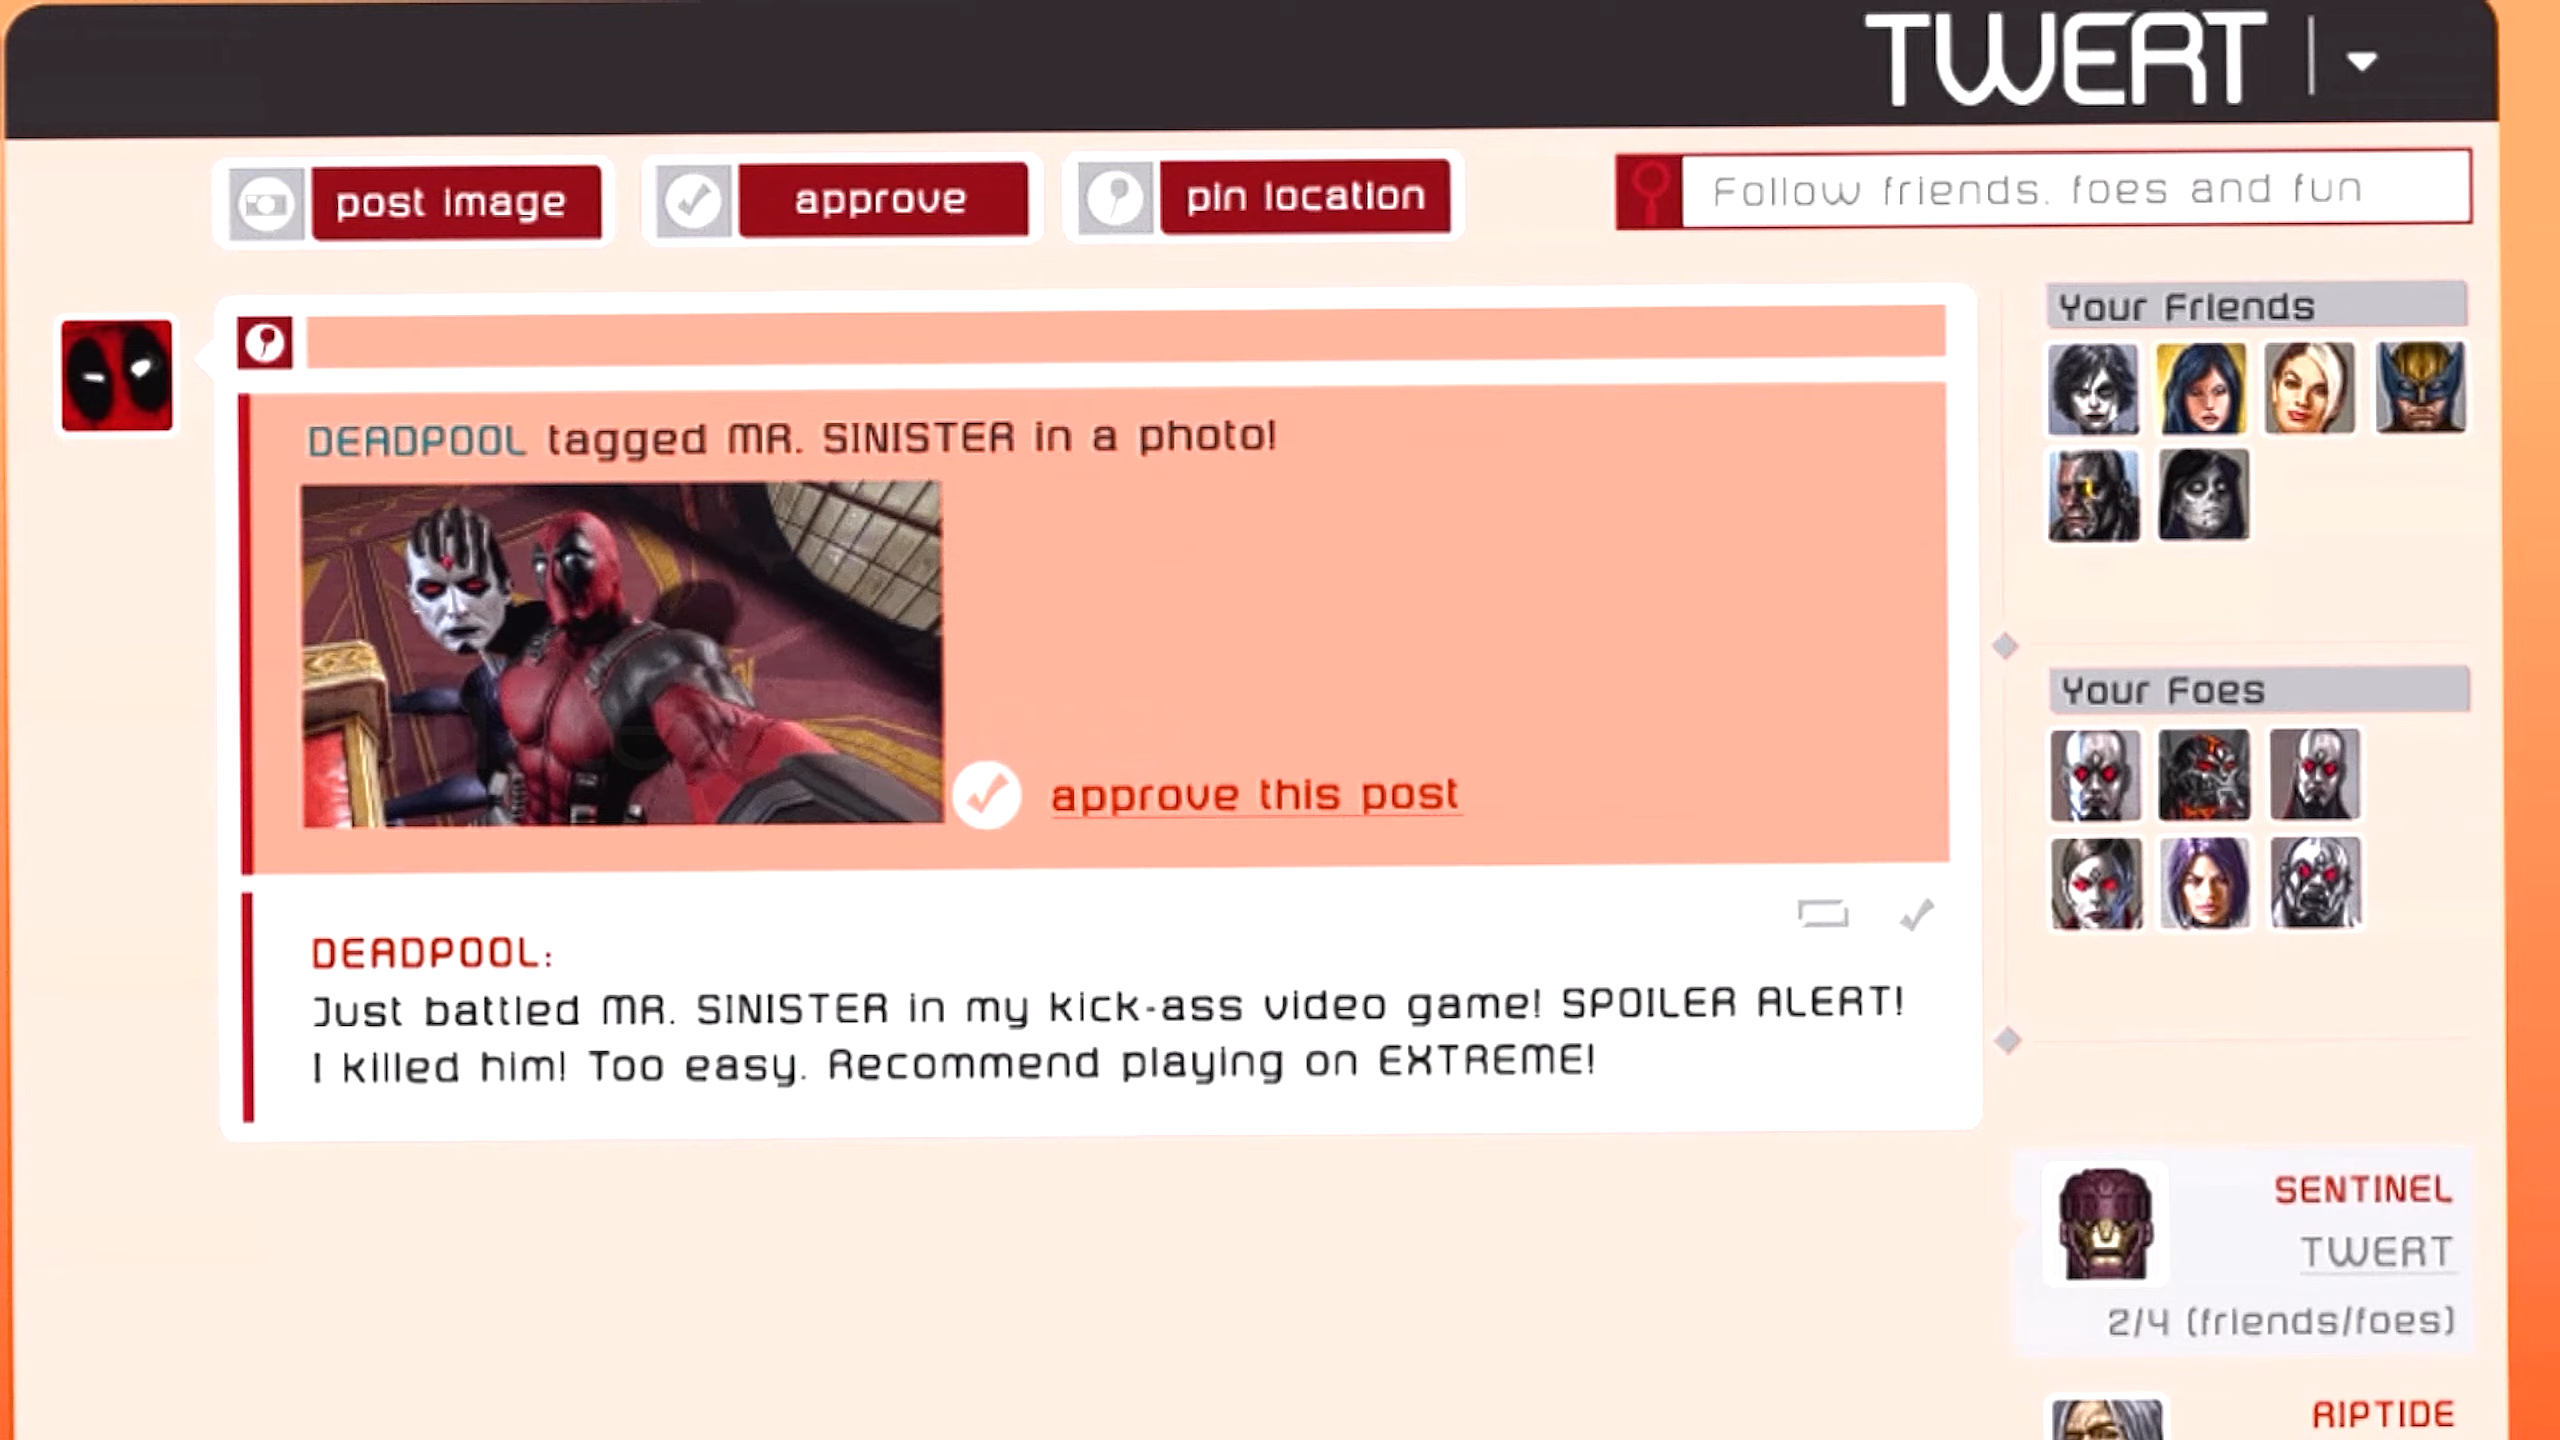 TWERT
post image
approve
pin location
Follow friends. foes and fun
Your Friends
DEADPOOL tagged MR. SINISTER in a photo!
approve this post
Your Foes
DEADPOOL:
Just battled MR. SINISTER in my kick-ass video game! SPOILER ALERT!
I killed him! Too easy. Recommend playing on EXTREME!
SENTINEL
TWERT
2/4 (friends/foes)
RIPTIDE